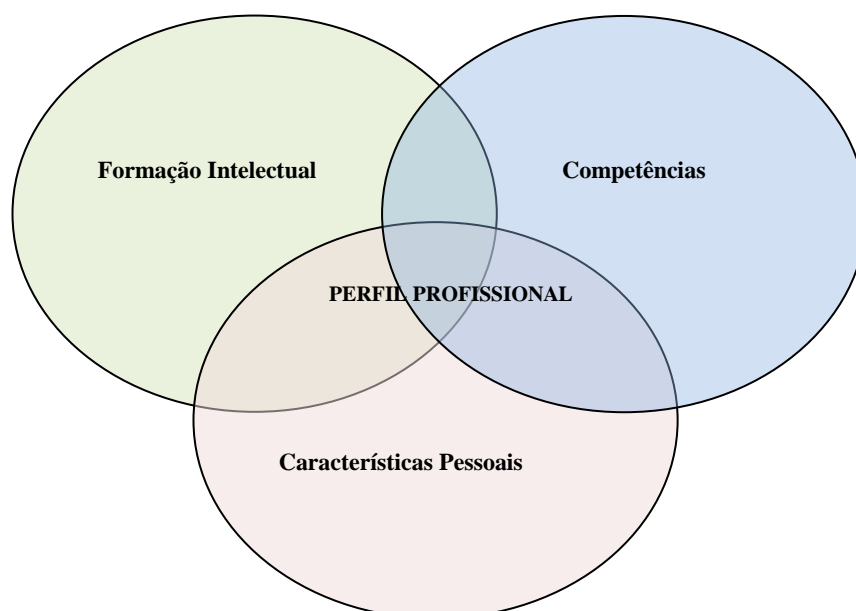 Formação Intelectual
Competências
PERFIL PROFISSIONAL
Características Pessoais